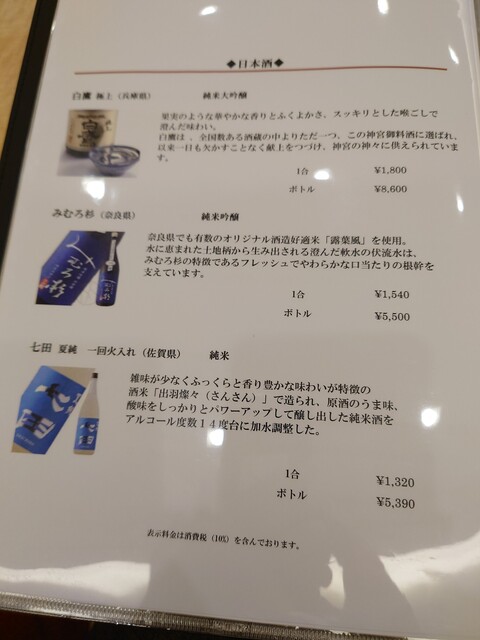 ◆日本酒◆
白鷹 極上（兵庫県） 純米大吟醸
果実のような華やかな香りとふくよかさ、スッキリとした喉ごしで
澄んだ味わい。
白鷹は 、全国数ある酒蔵の中よりただ一つ、この神宮御料酒に選ばれ、
以来一日も欠かすことなく献上をつづけ、神宮の神々に供えられていま
す。
1合 ¥1,800
ボトル ¥8,600
みむろ杉（奈良県） 純米吟醸
奈良県でも有数のオリジナル酒造好適米「露葉風」を使用。
水に恵まれた土地柄から生み出される澄んだ軟水の伏流水は、
みむろ杉の特徴であるフレッシュでやわらかな口当たりの根幹を
支えています。
みむろ杉
1合 ¥1,540
ボトル ¥5,500
七田 夏純 一回火入れ（佐賀県） 純米
雑味が少なくふっくらと香り豊かな味わいが特徴の
酒米「出羽燦々（さんさん）」で造られ、原酒のうま味、
酸味をしっかりとパワーアップして醸し出した純米酒を
アルコール度数１４度台に加水調整した。
七田
1合 ¥1,320
ボトル ¥5,390
表示料金は消費税（10%）を含んでおります。